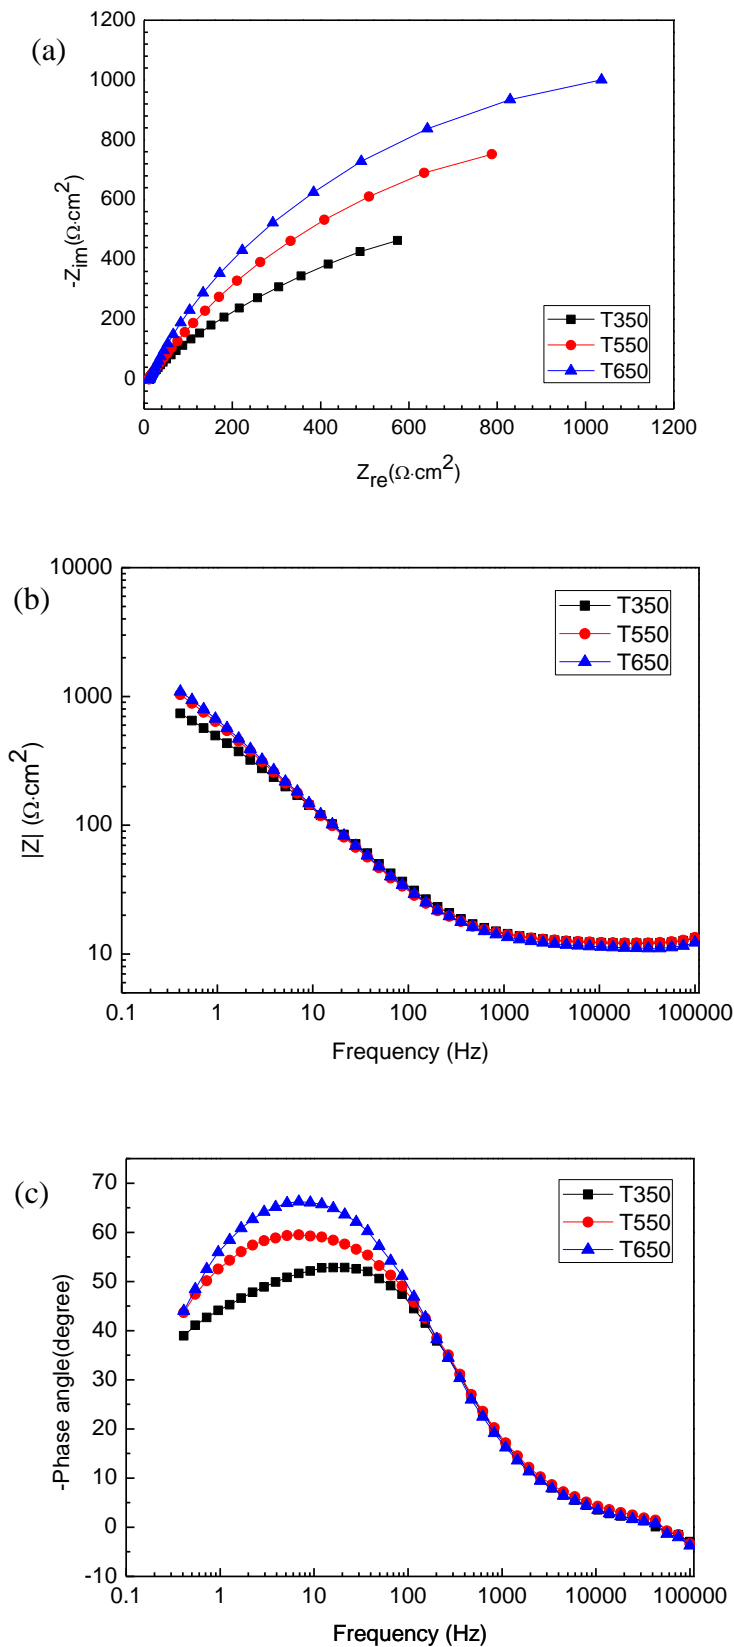 (a)
1200
1000
800
600
400
200
0
-Z_im(Ω·cm²)
T350
T550
T650
0 200 400 600 800 1000 1200
Z_re(Ω·cm²)
(b)
10000
1000
100
10
|Z| (Ω·cm²)
T350
T550
T650
0.1 1 10 100 1000 10000 100000
Frequency (Hz)
(c)
70
60
50
40
30
20
10
0
-10
-Phase angle(degree)
T350
T550
T650
0.1 1 10 100 1000 10000 100000
Frequency (Hz)